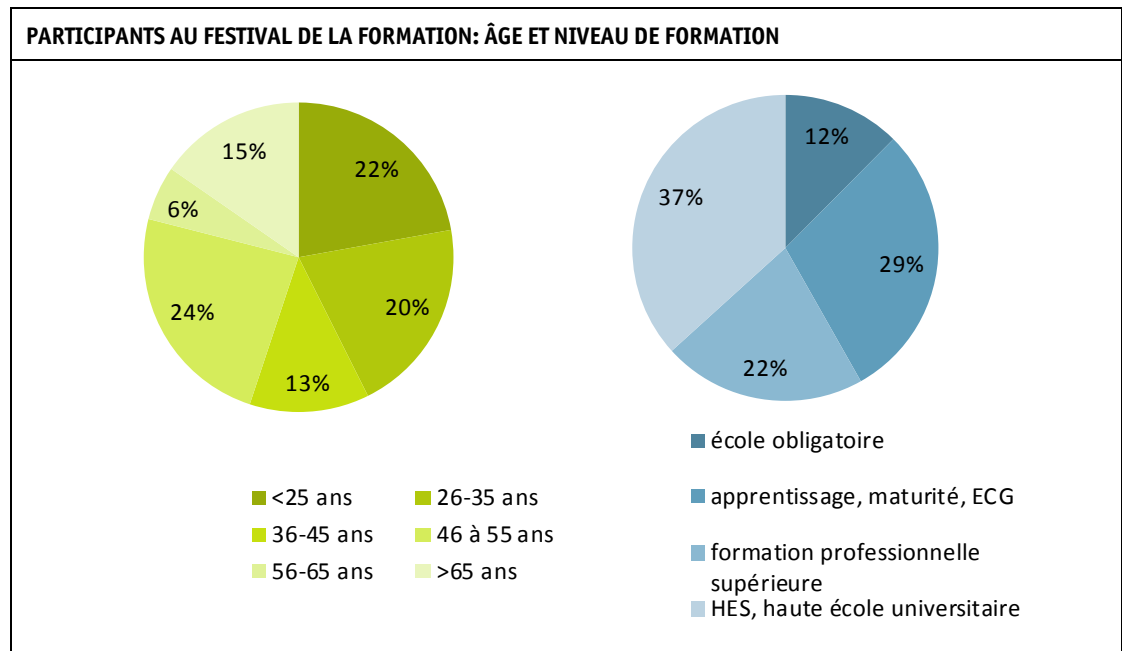 PARTICIPANTS AU FESTIVAL DE LA FORMATION: ÂGE ET NIVEAU DE FORMATION
15%
22%
6%
20%
24%
13%
12%
37%
29%
22%
<25 ans
26-35 ans
36-45 ans
46 à 55 ans
56-65 ans
>65 ans
école obligatoire
apprentissage, maturité, ECG
formation professionnelle
supérieure
HES, haute école universitaire